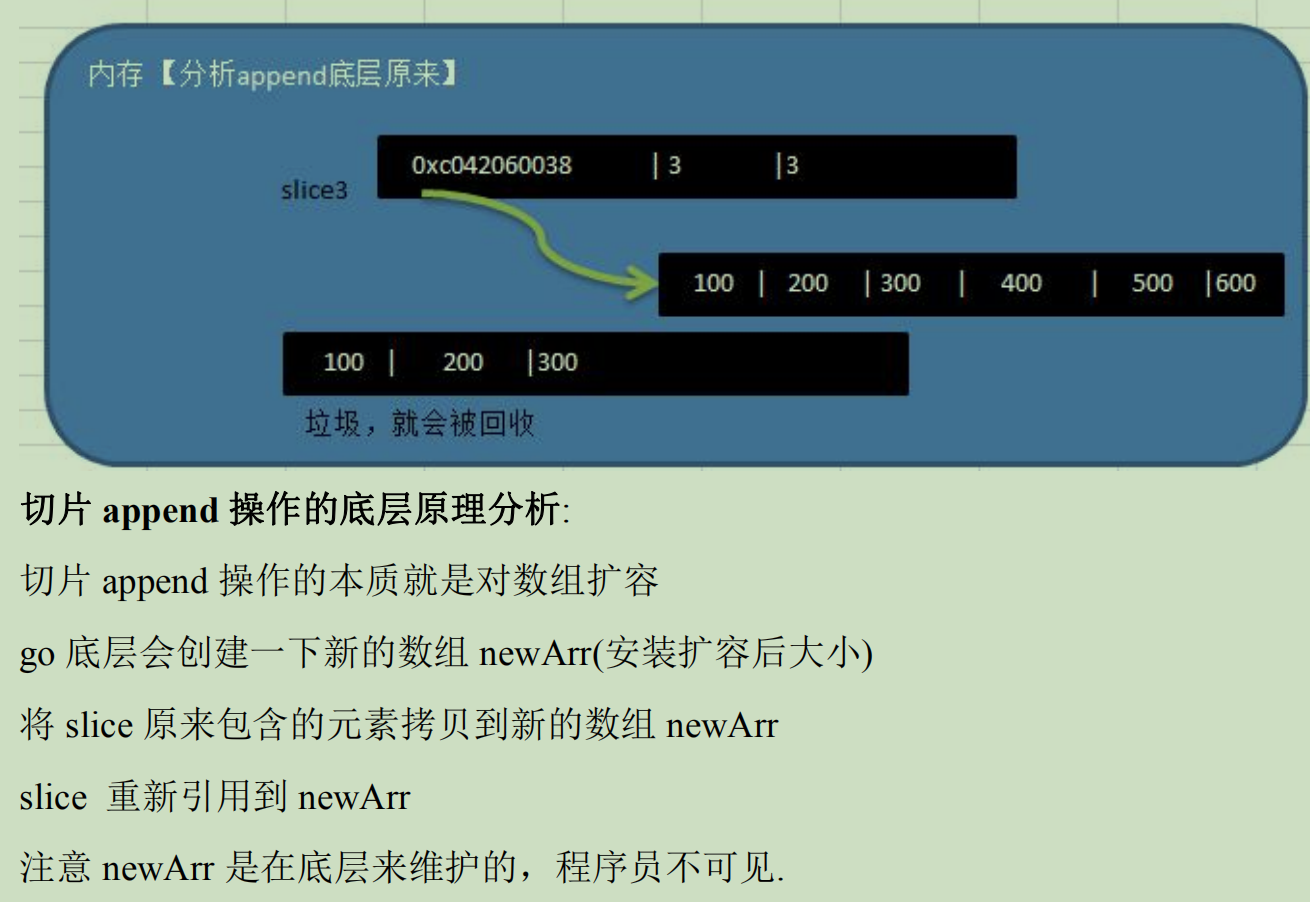 内存【分析append底层原来】
0xc042060038 |3 |3
slice3
100 | 200 |300 | 400 | 500 |600
100 | 200 |300
垃圾，就会被回收
切片 append 操作的底层原理分析:
切片 append 操作的本质就是对数组扩容
go 底层会创建一下新的数组 newArr(安装扩容后大小)
将 slice 原来包含的元素拷贝到新的数组 newArr
slice 重新引用到 newArr
注意 newArr 是在底层来维护的，程序员不可见.